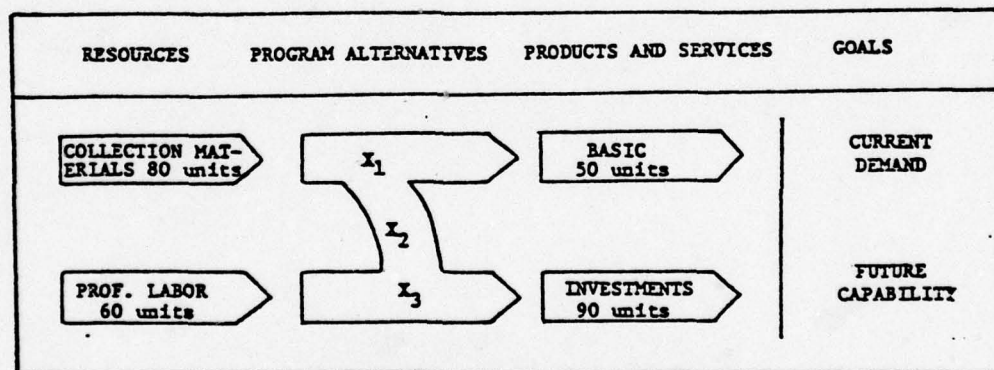 RESOURCES PROGRAM ALTERNATIVES PRODUCTS AND SERVICES GOALS
COLLECTION MAT-
ERIALS 80 units
X1
BASIC
50 units
CURRENT
DEMAND
X2
PROF. LABOR
60 units
X3
INVESTMENTS
90 units
FUTURE
CAPABILITY